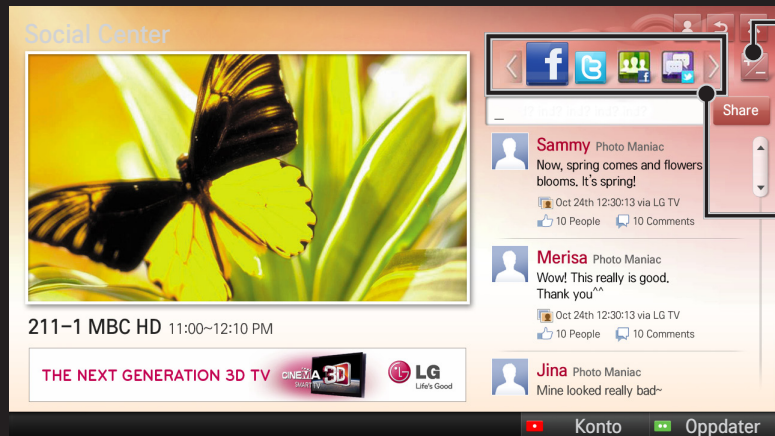 Social Center
Share
Sammy Photo Maniac
Now, spring comes and flowers
blooms. It's spring!
Oct 24th 12:30:13 via LG TV
10 People 10 Comments
Merisa Photo Maniac
Wow! This really is good.
Thank you^^
Oct 24th 12:30:13 via LG TV
10 People 10 Comments
Jina Photo Maniac
Mine looked really bad~
211-1 MBC HD 11:00~12:10 PM
THE NEXT GENERATION 3D TV CINEMA 3D SMART TV LG Life's Good
Konto Oppdater